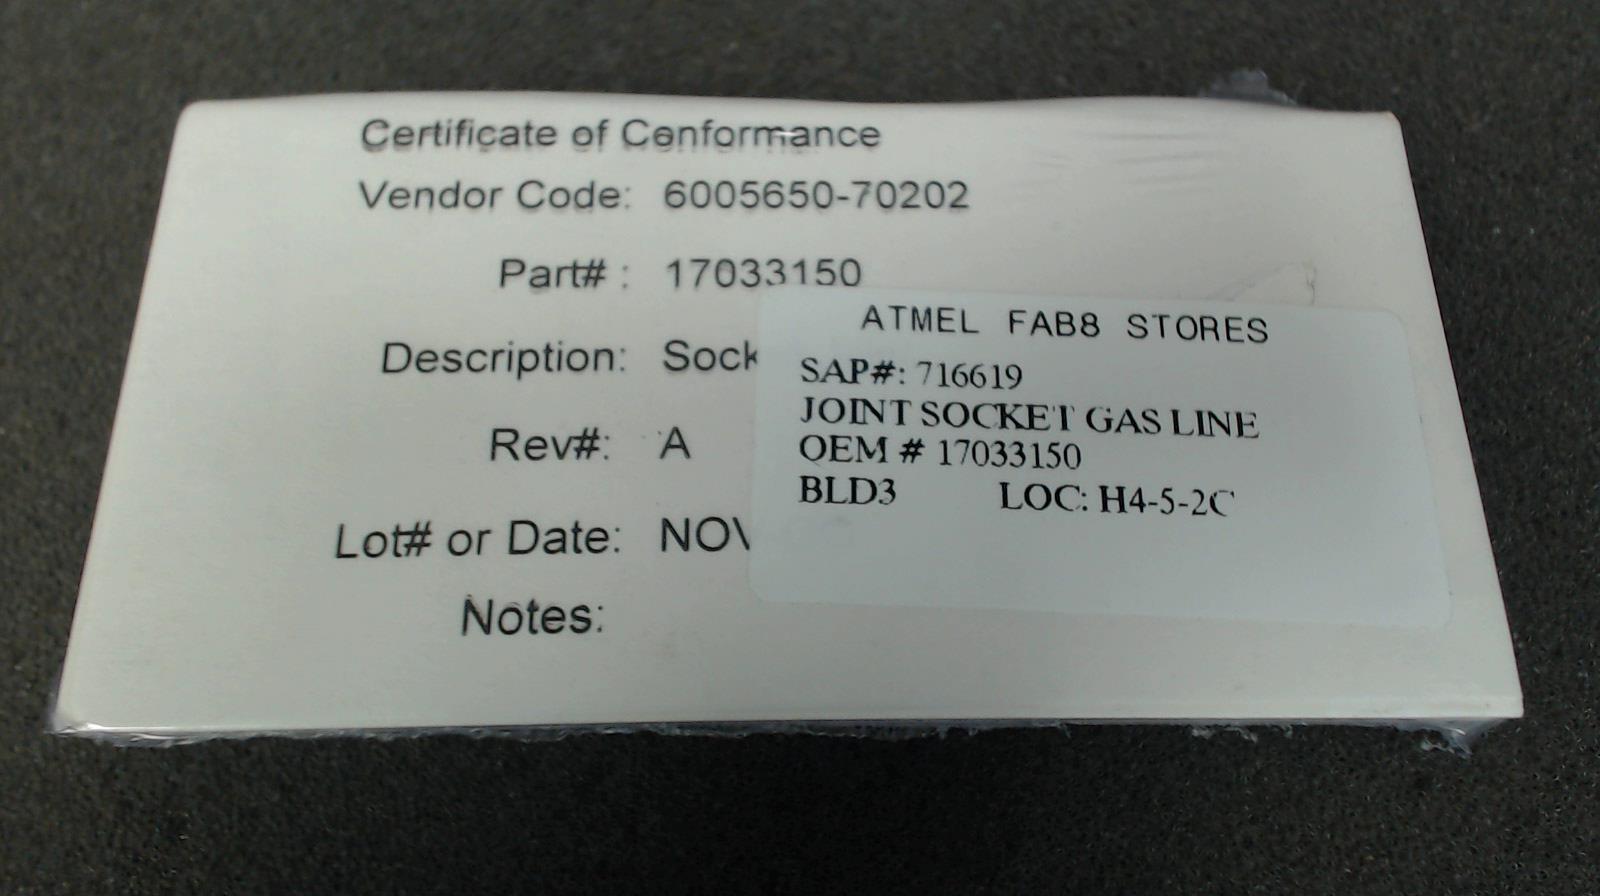 Certificate of Conformance
Vendor Code: 6005650-70202
Part# : 17033150
Description: Sock
Rev#: A
Lot# or Date: NOV
Notes:
ATMEL FAB8 STORES
SAP#: 716619
JOINT SOCKET GAS LINE
OEM # 17033150
BLD3 LOC: H4-5-2C